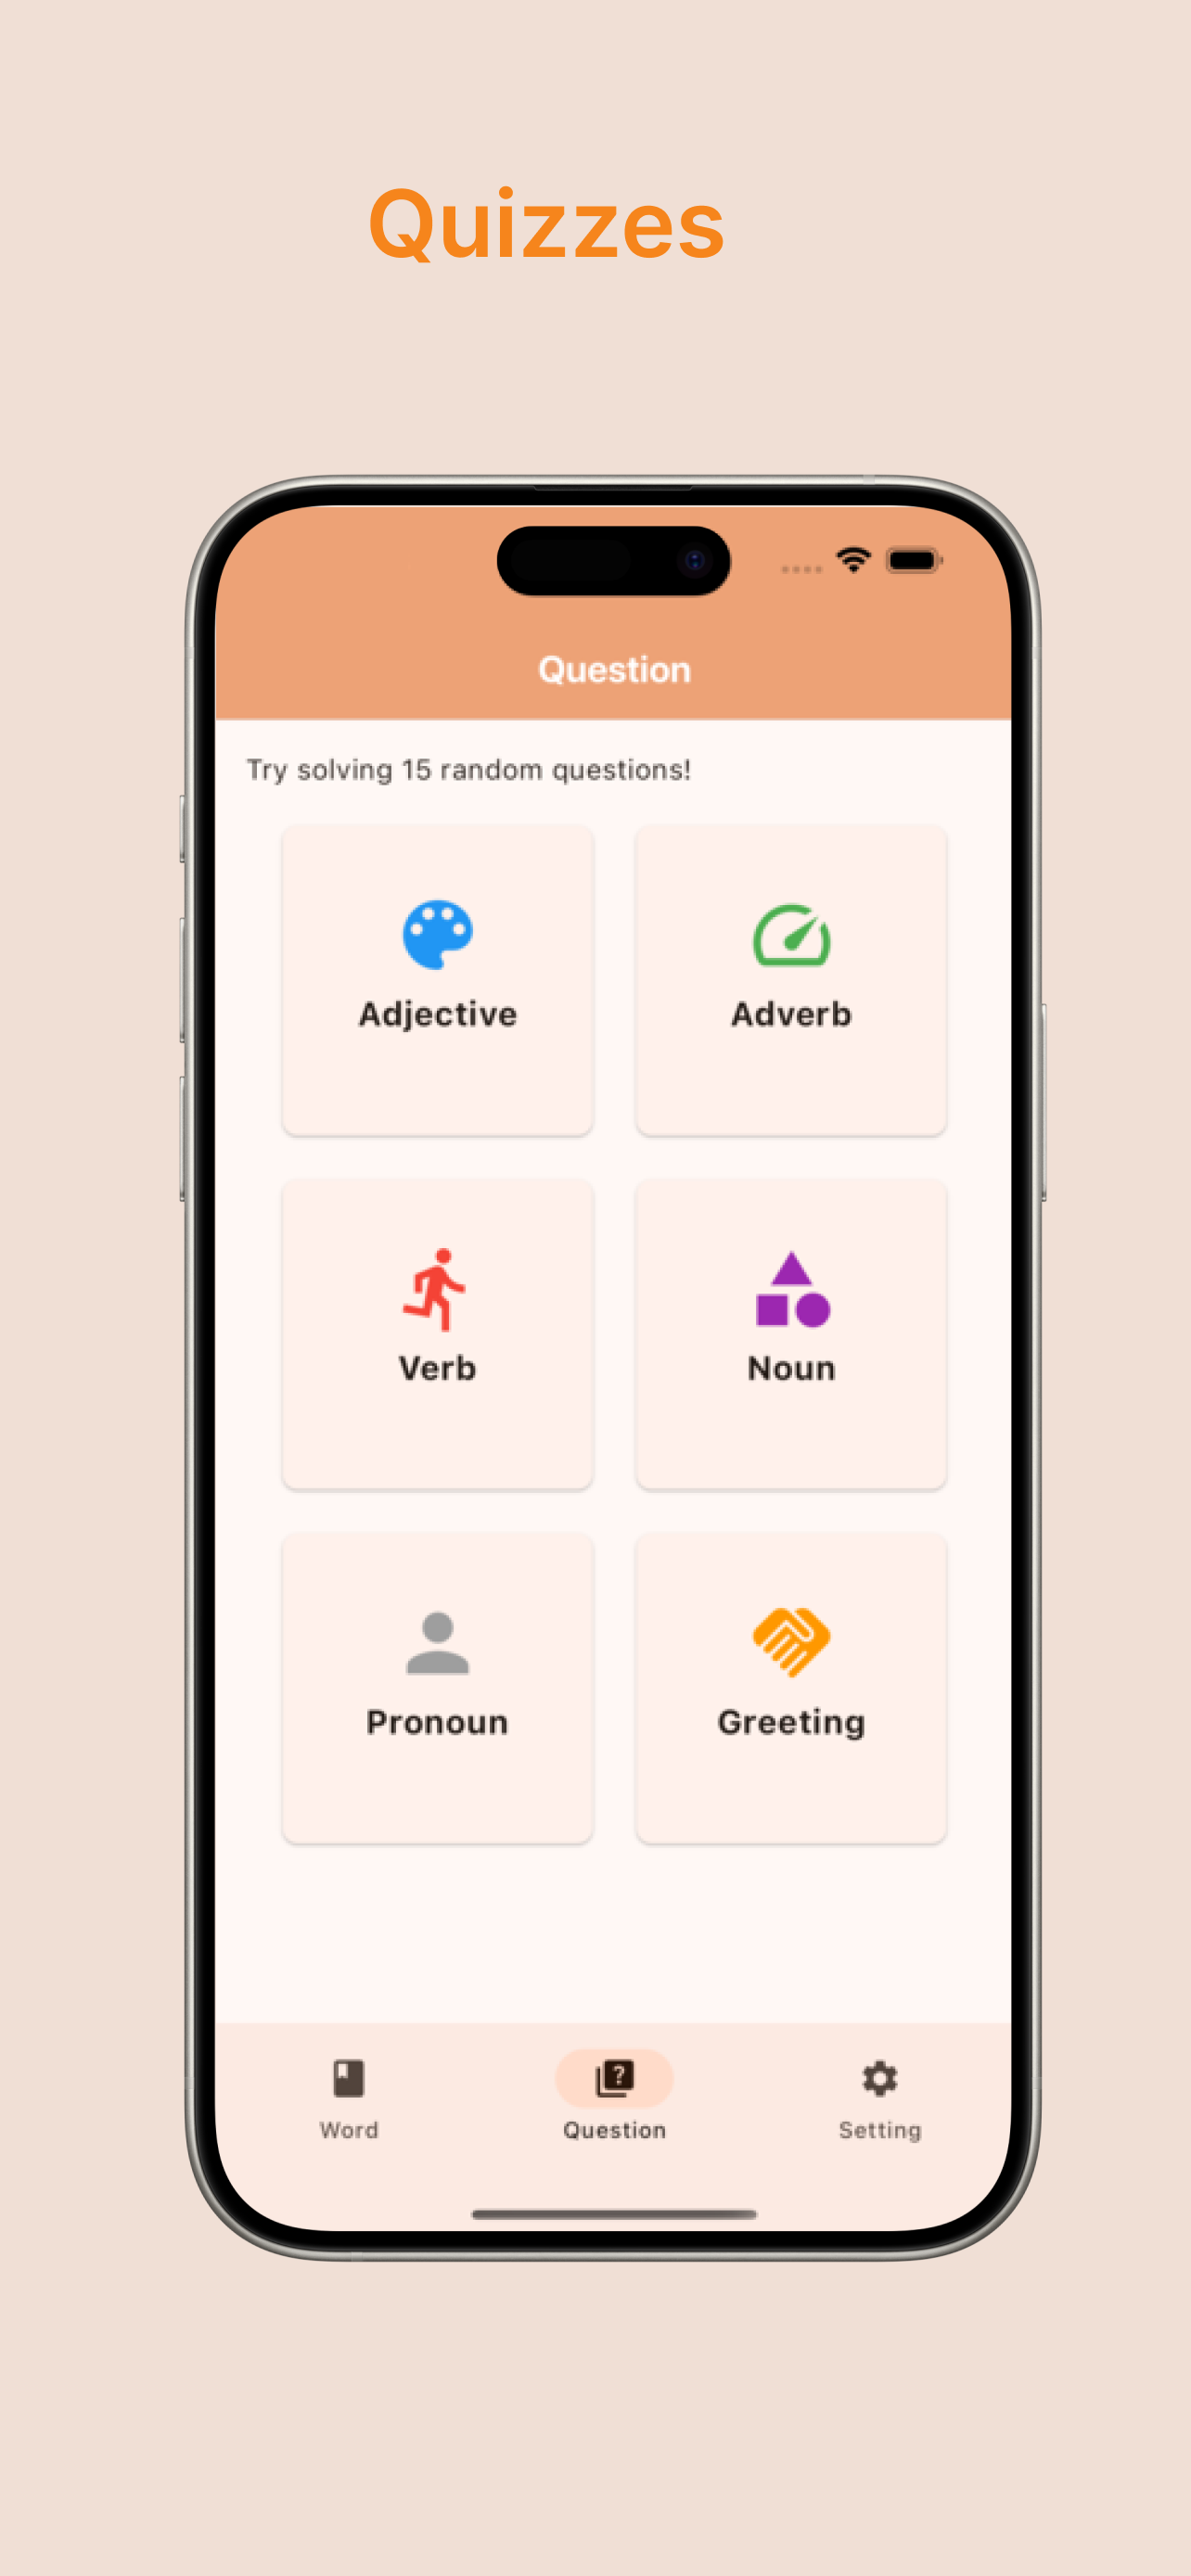 Quizzes
Question
Try solving 15 random questions!
Adjective
Adverb
Verb
Noun
Pronoun
Greeting
Word
Question
Setting